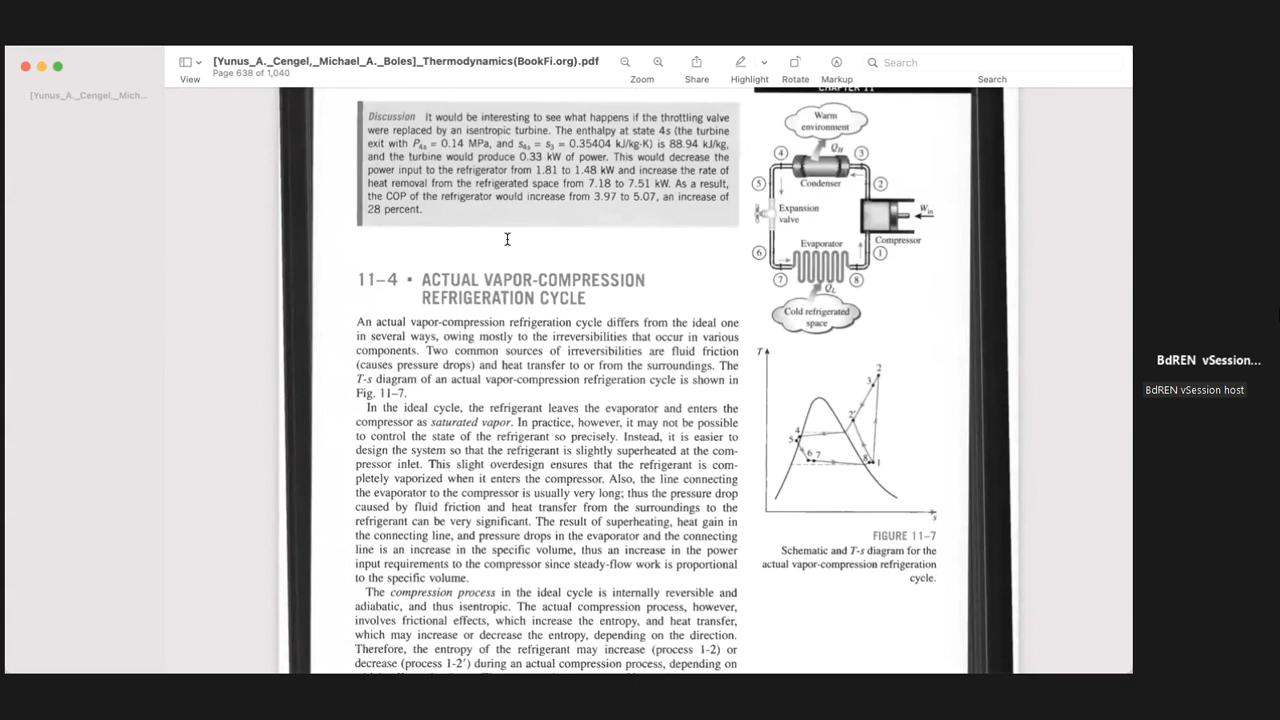 [Yunus_A._Cengel,_Michael_A._Boles]_Thermodynamics(BookFi.org).pdf
Page 638 of 1,040
View
Zoom
Share
Highlight
Rotate
Markup
Search
Search
[Yunus_A._Cengel,_Mich...
CHAPTER 11
Discussion It would be interesting to see what happens if the throttling valve
were replaced by an isentropic turbine. The enthalpy at state 4s (the turbine
exit with P4s = 0.14 MPa, and s4s = s3 = 0.35404 kJ/kg·K) is 88.94 kJ/kg,
and the turbine would produce 0.33 kW of power. This would decrease the
power input to the refrigerator from 1.81 to 1.48 kW and increase the rate of
heat removal from the refrigerated space from 7.18 to 7.51 kW. As a result,
the COP of the refrigerator would increase from 3.97 to 5.07, an increase of
28 percent.
11–4 ▪ ACTUAL VAPOR-COMPRESSION
REFRIGERATION CYCLE
An actual vapor-compression refrigeration cycle differs from the ideal one
in several ways, owing mostly to the irreversibilities that occur in various
components. Two common sources of irreversibilities are fluid friction
(causes pressure drops) and heat transfer to or from the surroundings. The
T-s diagram of an actual vapor-compression refrigeration cycle is shown in
Fig. 11–7.
In the ideal cycle, the refrigerant leaves the evaporator and enters the
compressor as saturated vapor. In practice, however, it may not be possible
to control the state of the refrigerant so precisely. Instead, it is easier to
design the system so that the refrigerant is slightly superheated at the com-
pressor inlet. This slight overdesign ensures that the refrigerant is com-
pletely vaporized when it enters the compressor. Also, the line connecting
the evaporator to the compressor is usually very long; thus the pressure drop
caused by fluid friction and heat transfer from the surroundings to the
refrigerant can be very significant. The result of superheating, heat gain in
the connecting line, and pressure drops in the evaporator and the connecting
line is an increase in the specific volume, thus an increase in the power
input requirements to the compressor since steady-flow work is proportional
to the specific volume.
The compression process in the ideal cycle is internally reversible and
adiabatic, and thus isentropic. The actual compression process, however,
involves frictional effects, which increase the entropy, and heat transfer,
which may increase or decrease the entropy, depending on the direction.
Therefore, the entropy of the refrigerant may increase (process 1-2) or
decrease (process 1-2′) during an actual compression process, depending on
Warm
environment
QH
4
3
Condenser
5
2
Expansion
valve
Win
Compressor
Evaporator
6
1
7
8
QL
Cold refrigerated
space
T
2
3
2'
4
5
6 7
8
1
s
FIGURE 11–7
Schematic and T-s diagram for the
actual vapor-compression refrigeration
cycle.
BdREN vSession...
BdREN vSession host